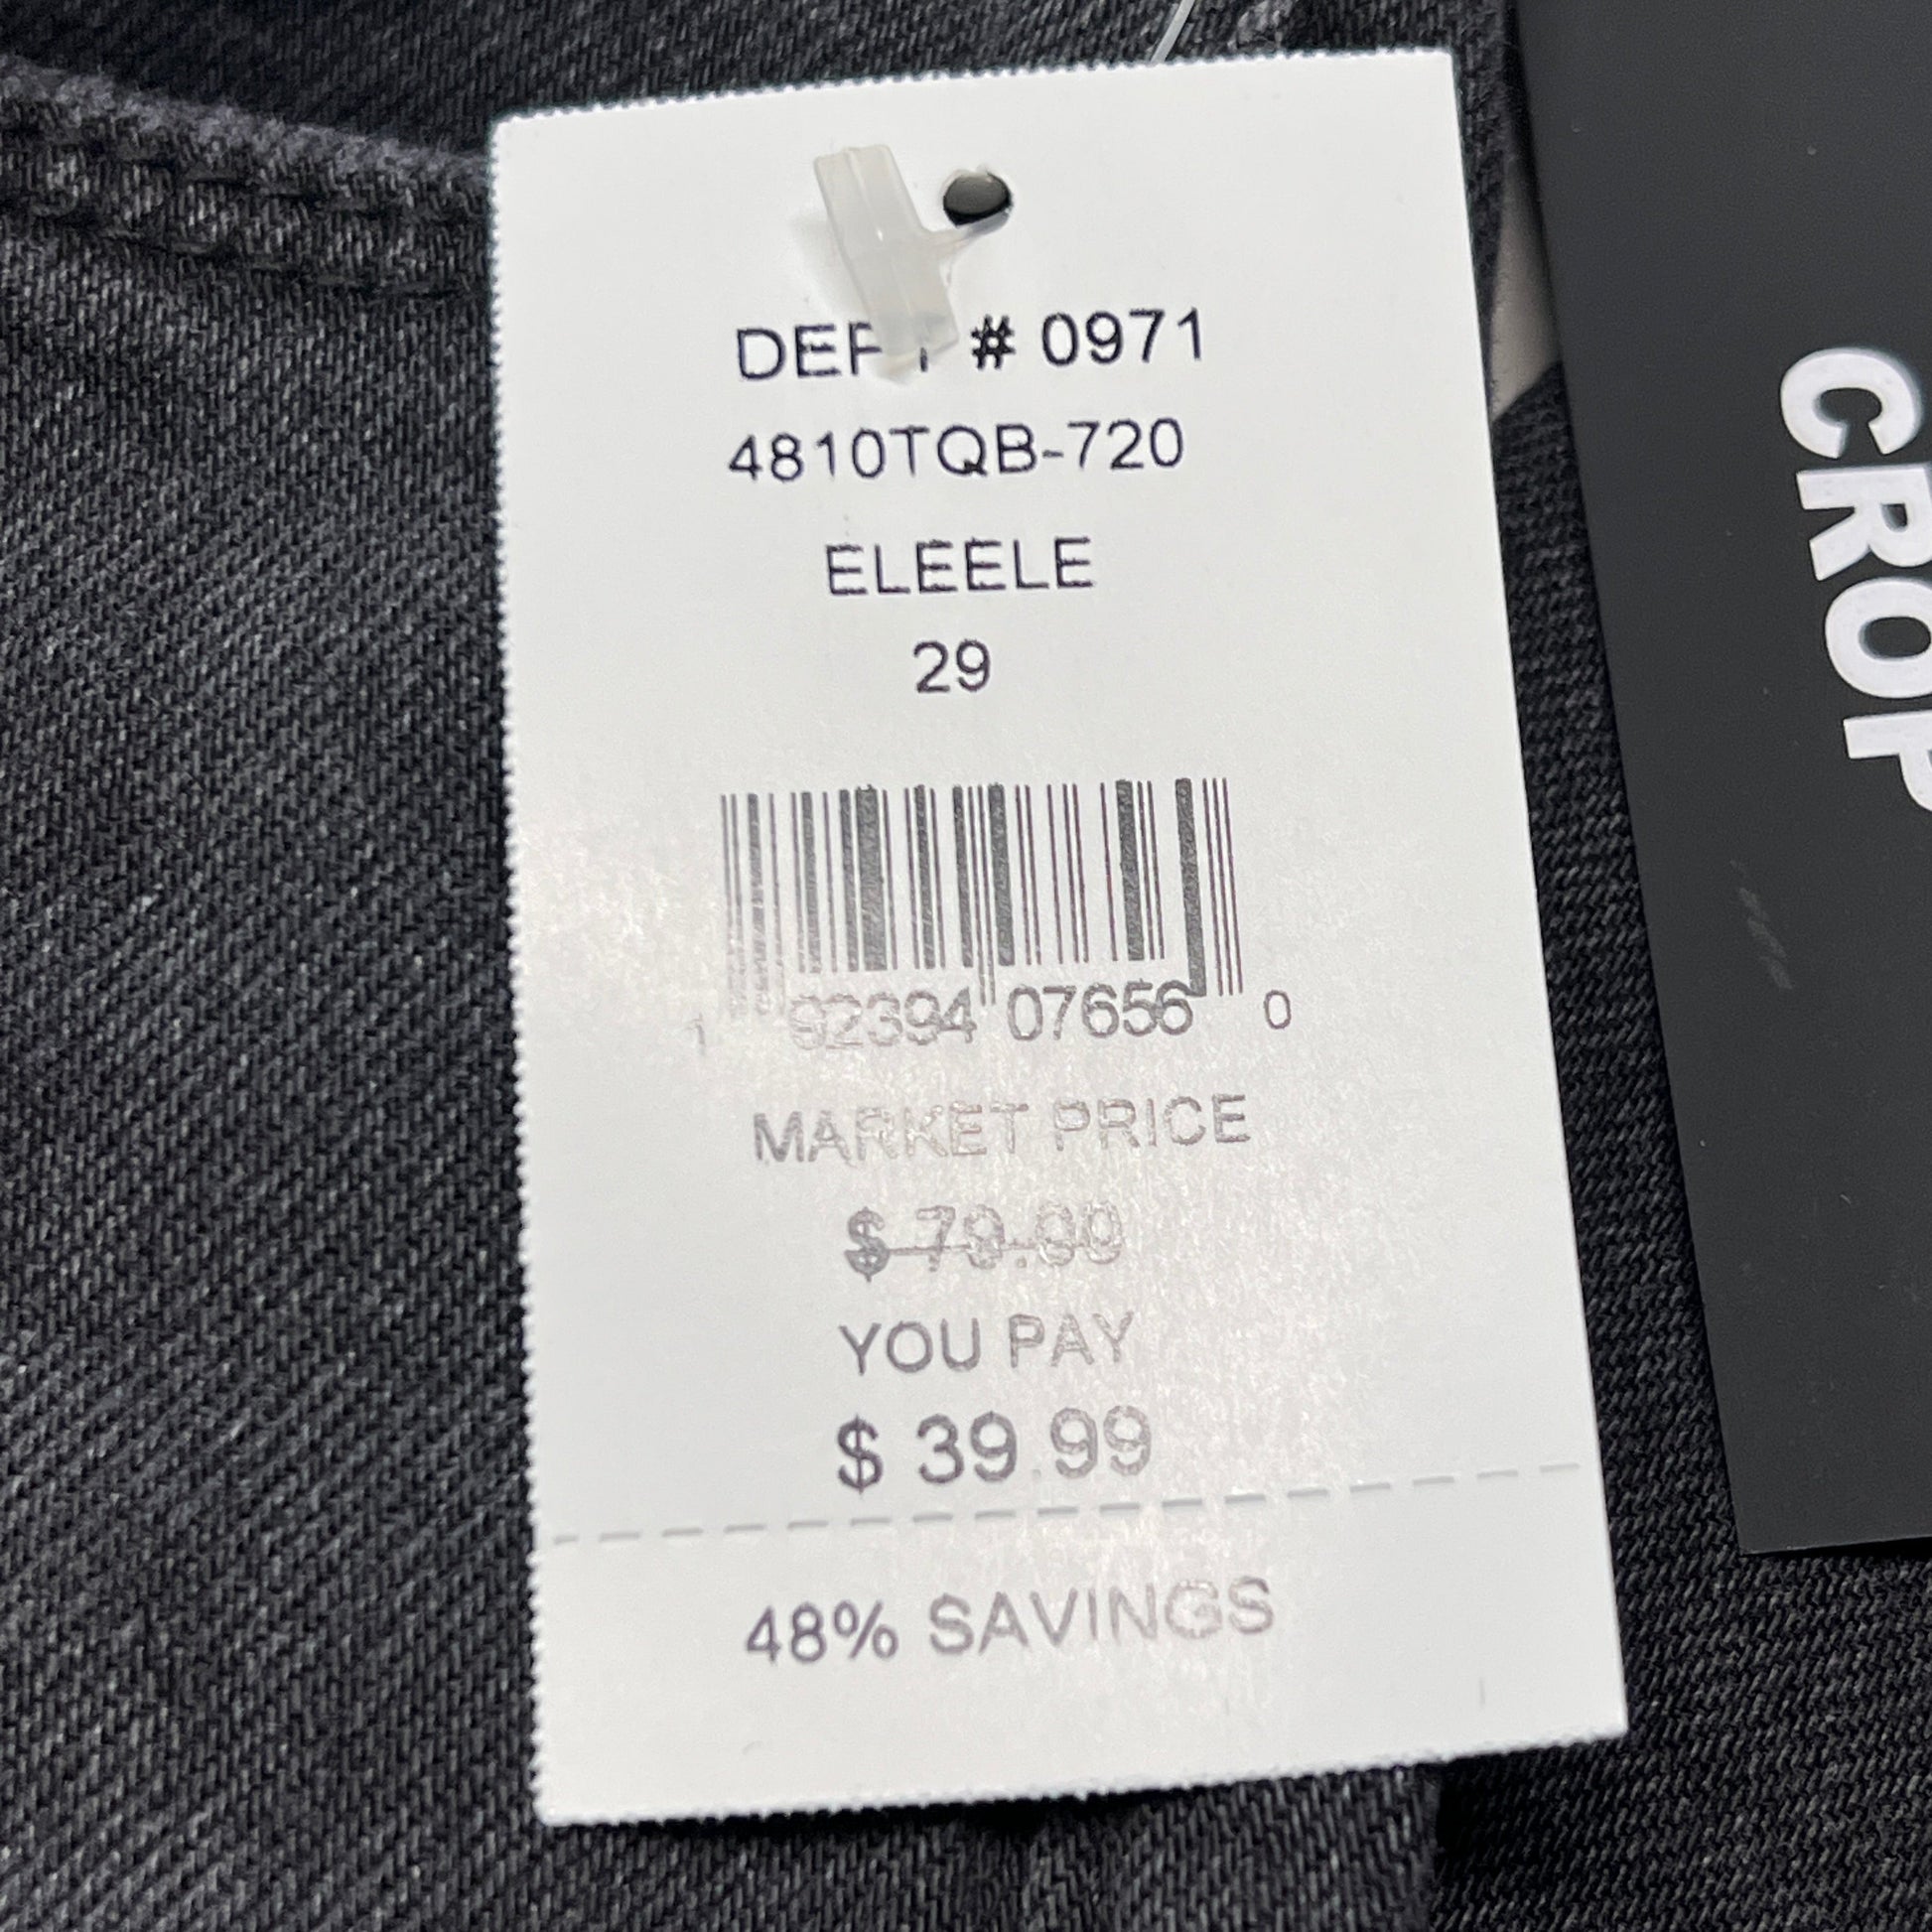 DEPT # 0971
4810TQB-720
ELEELE
29
1 92394 07656 0
MARKET PRICE
$ 79.99
YOU PAY
$ 39.99
48% SAVINGS
CROP